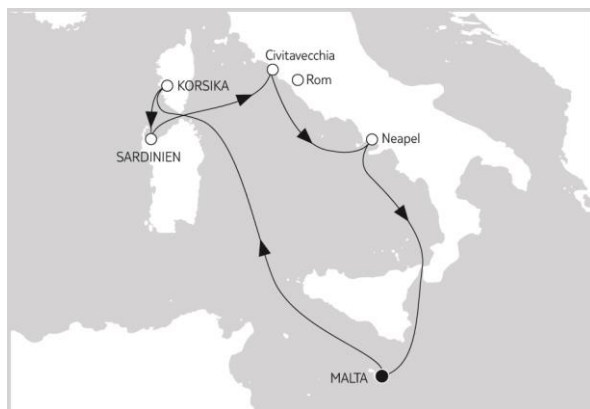 Civitavecchia
Rom
KORSIKA
Neapel
SARDINIEN
MALTA